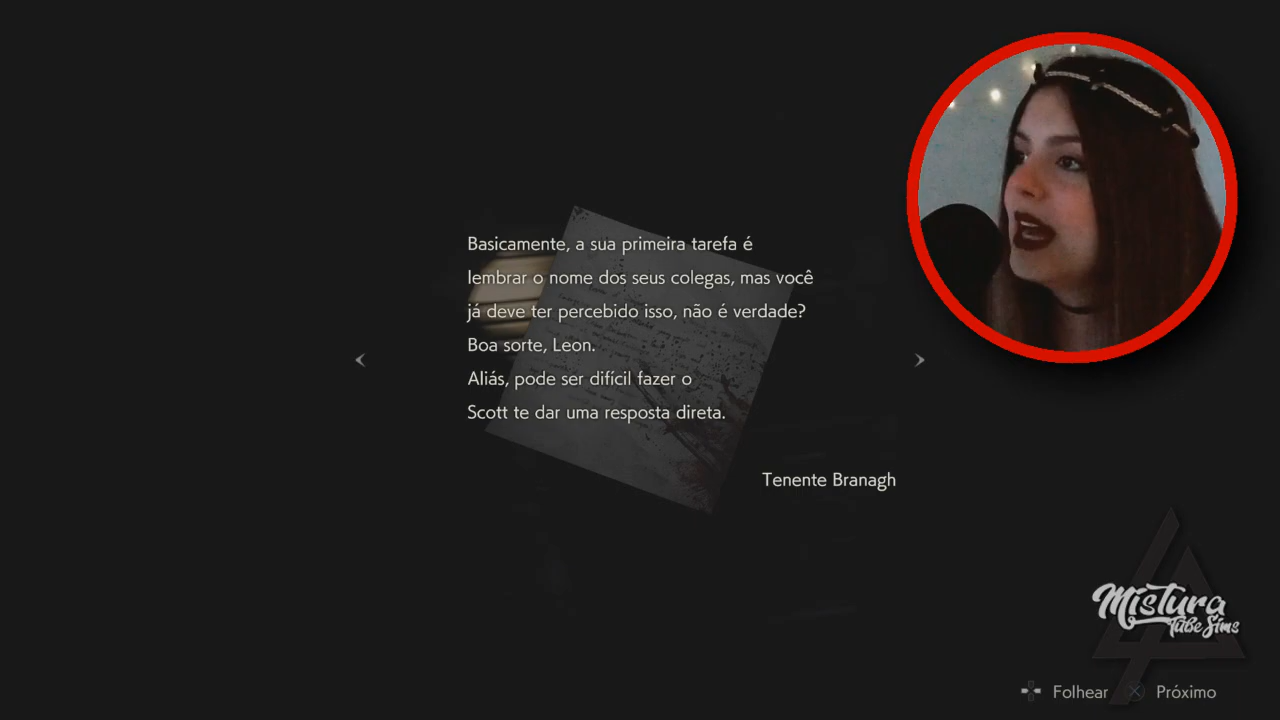 Basicamente, a sua primeira tarefa é
lembrar o nome dos seus colegas, mas você
já deve ter percebido isso, não é verdade?
Boa sorte, Leon.
Aliás, pode ser difícil fazer o
Scott te dar uma resposta direta.
Tenente Branagh
Mistura
Tube Sims
Folhear
Próximo